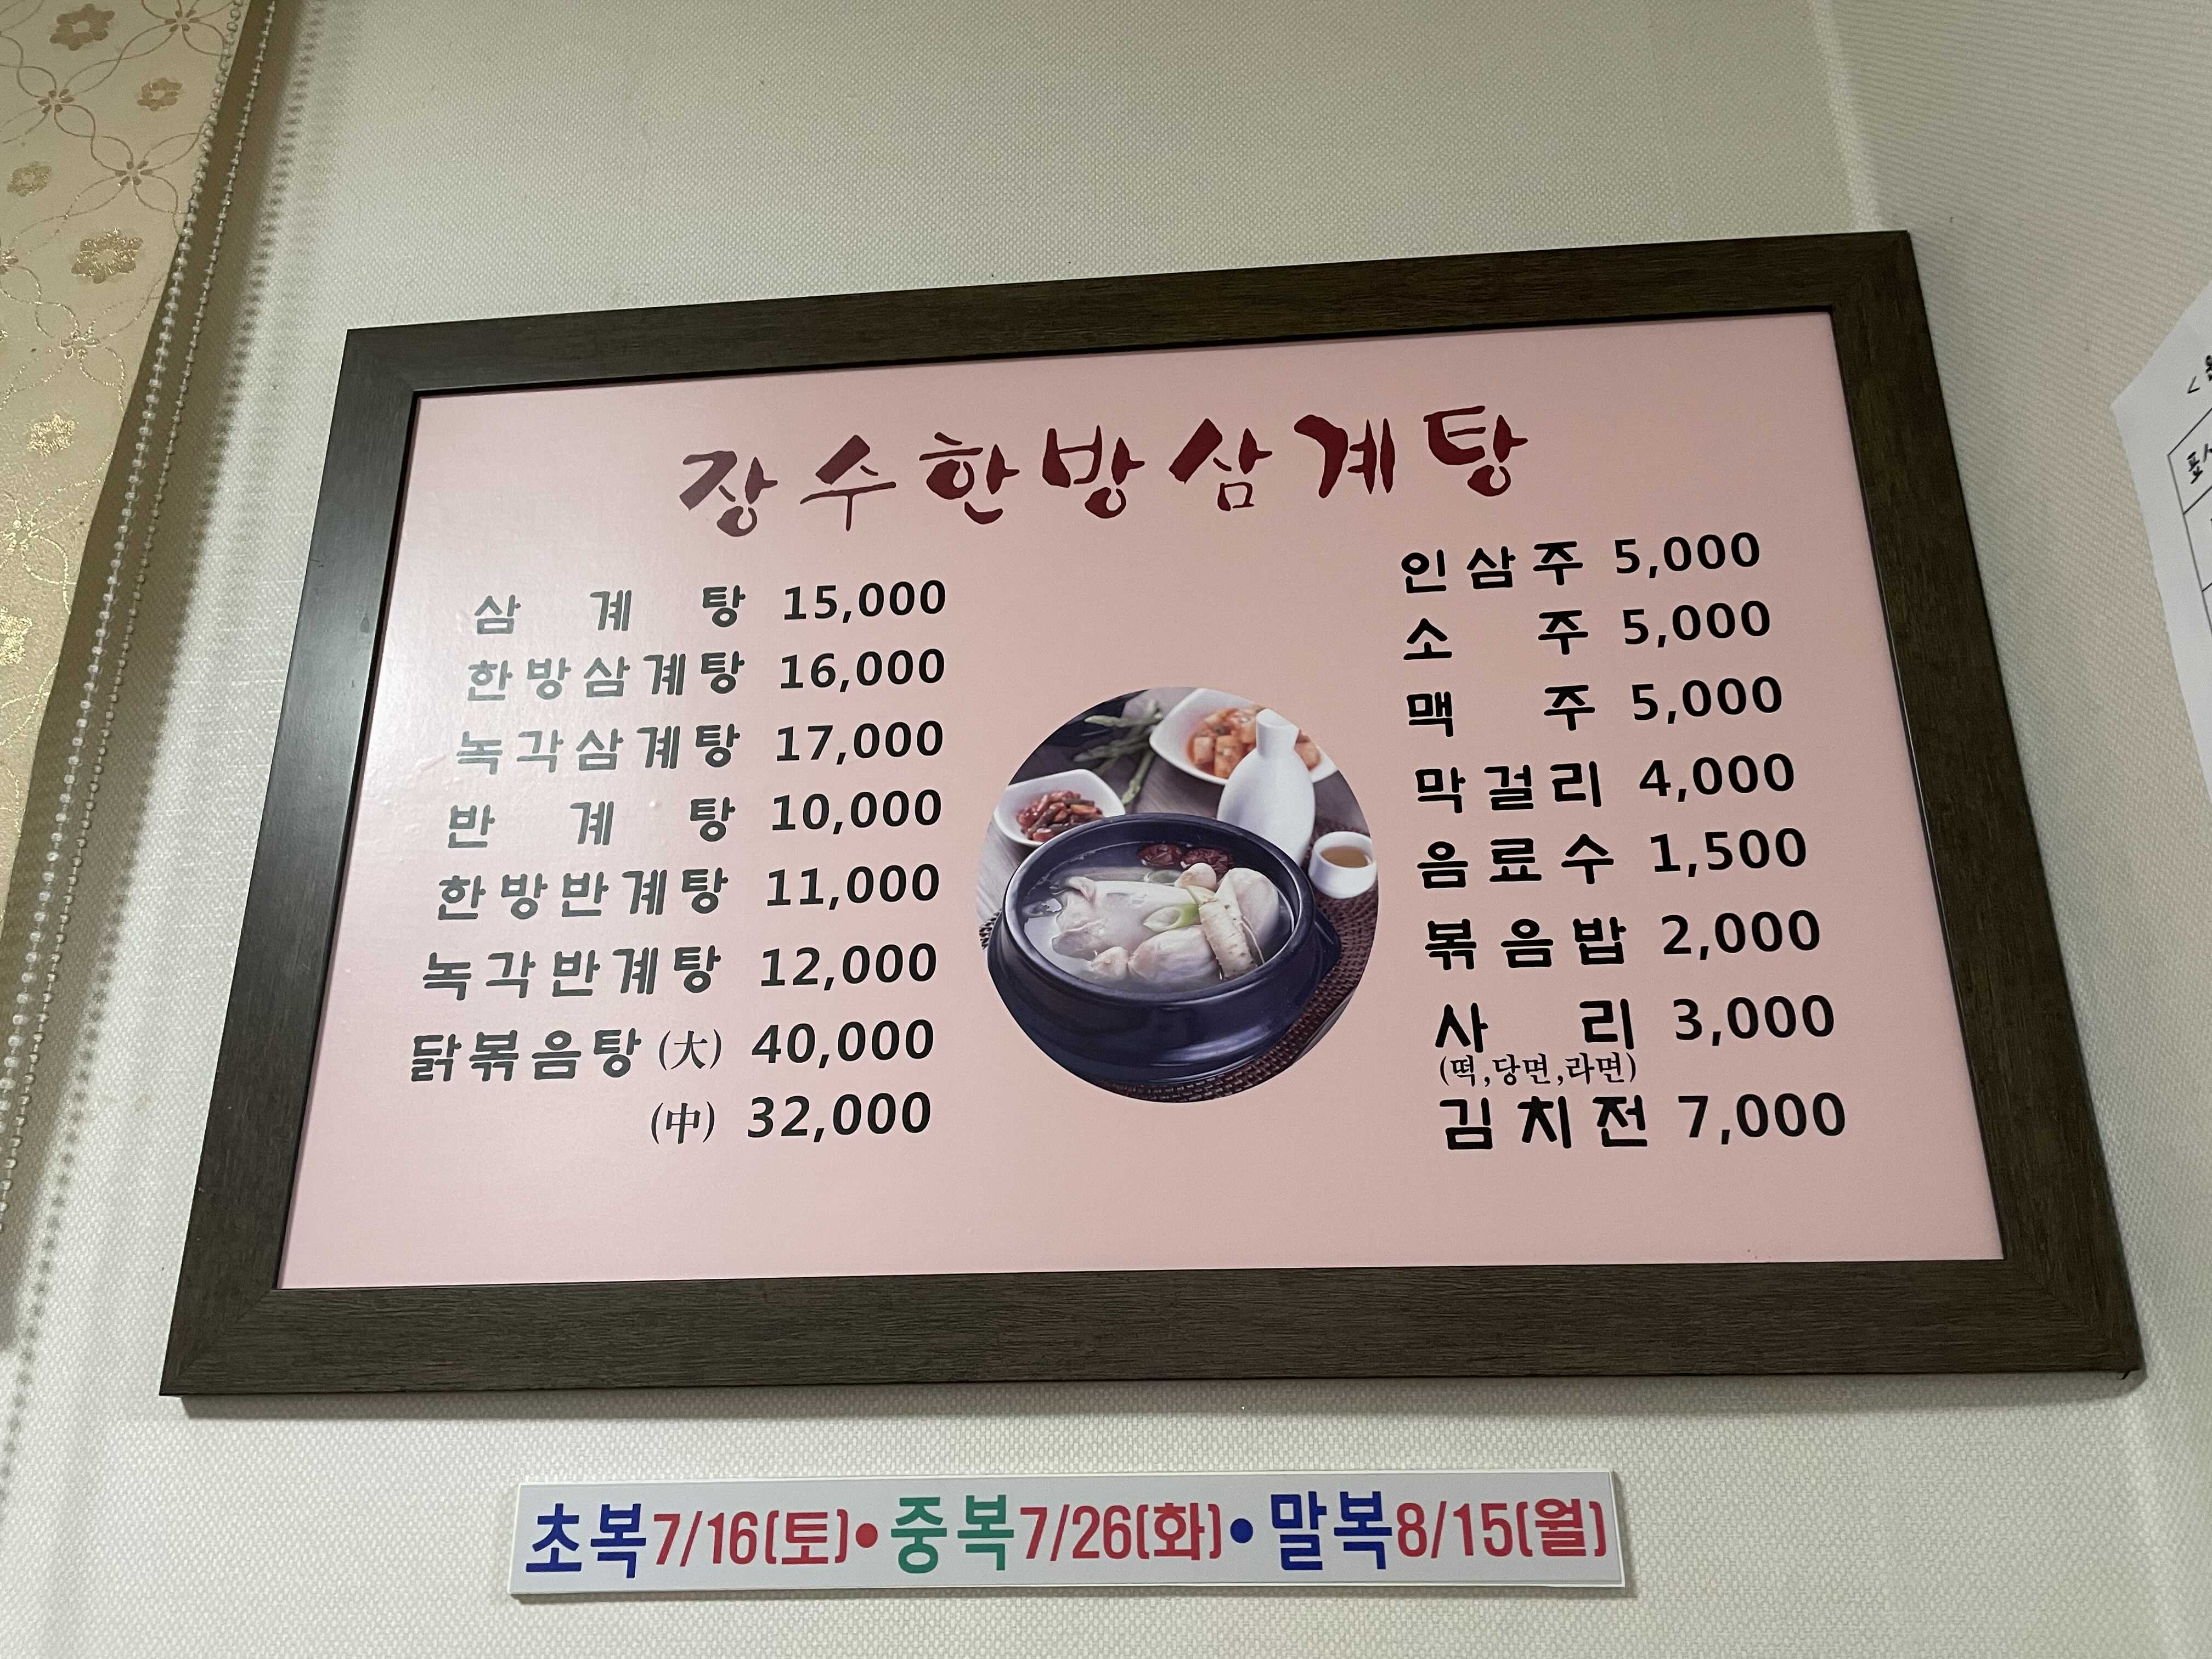 장수한방삼계탕
삼계탕 15,000
한방삼계탕 16,000
녹각삼계탕 17,000
반계탕 10,000
한방반계탕 11,000
녹각반계탕 12,000
닭볶음탕 (大) 40,000
(中) 32,000
인삼주 5,000
소주 5,000
맥주 5,000
막걸리 4,000
음료수 1,500
볶음밥 2,000
사리 3,000
(떡,당면,라면)
김치전 7,000
초복7/16(토)•중복7/26(화)•말복8/15(월)